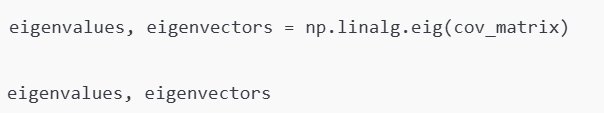 eigenvalues, eigenvectors = np.linalg.eig(cov_matrix)
eigenvalues, eigenvectors